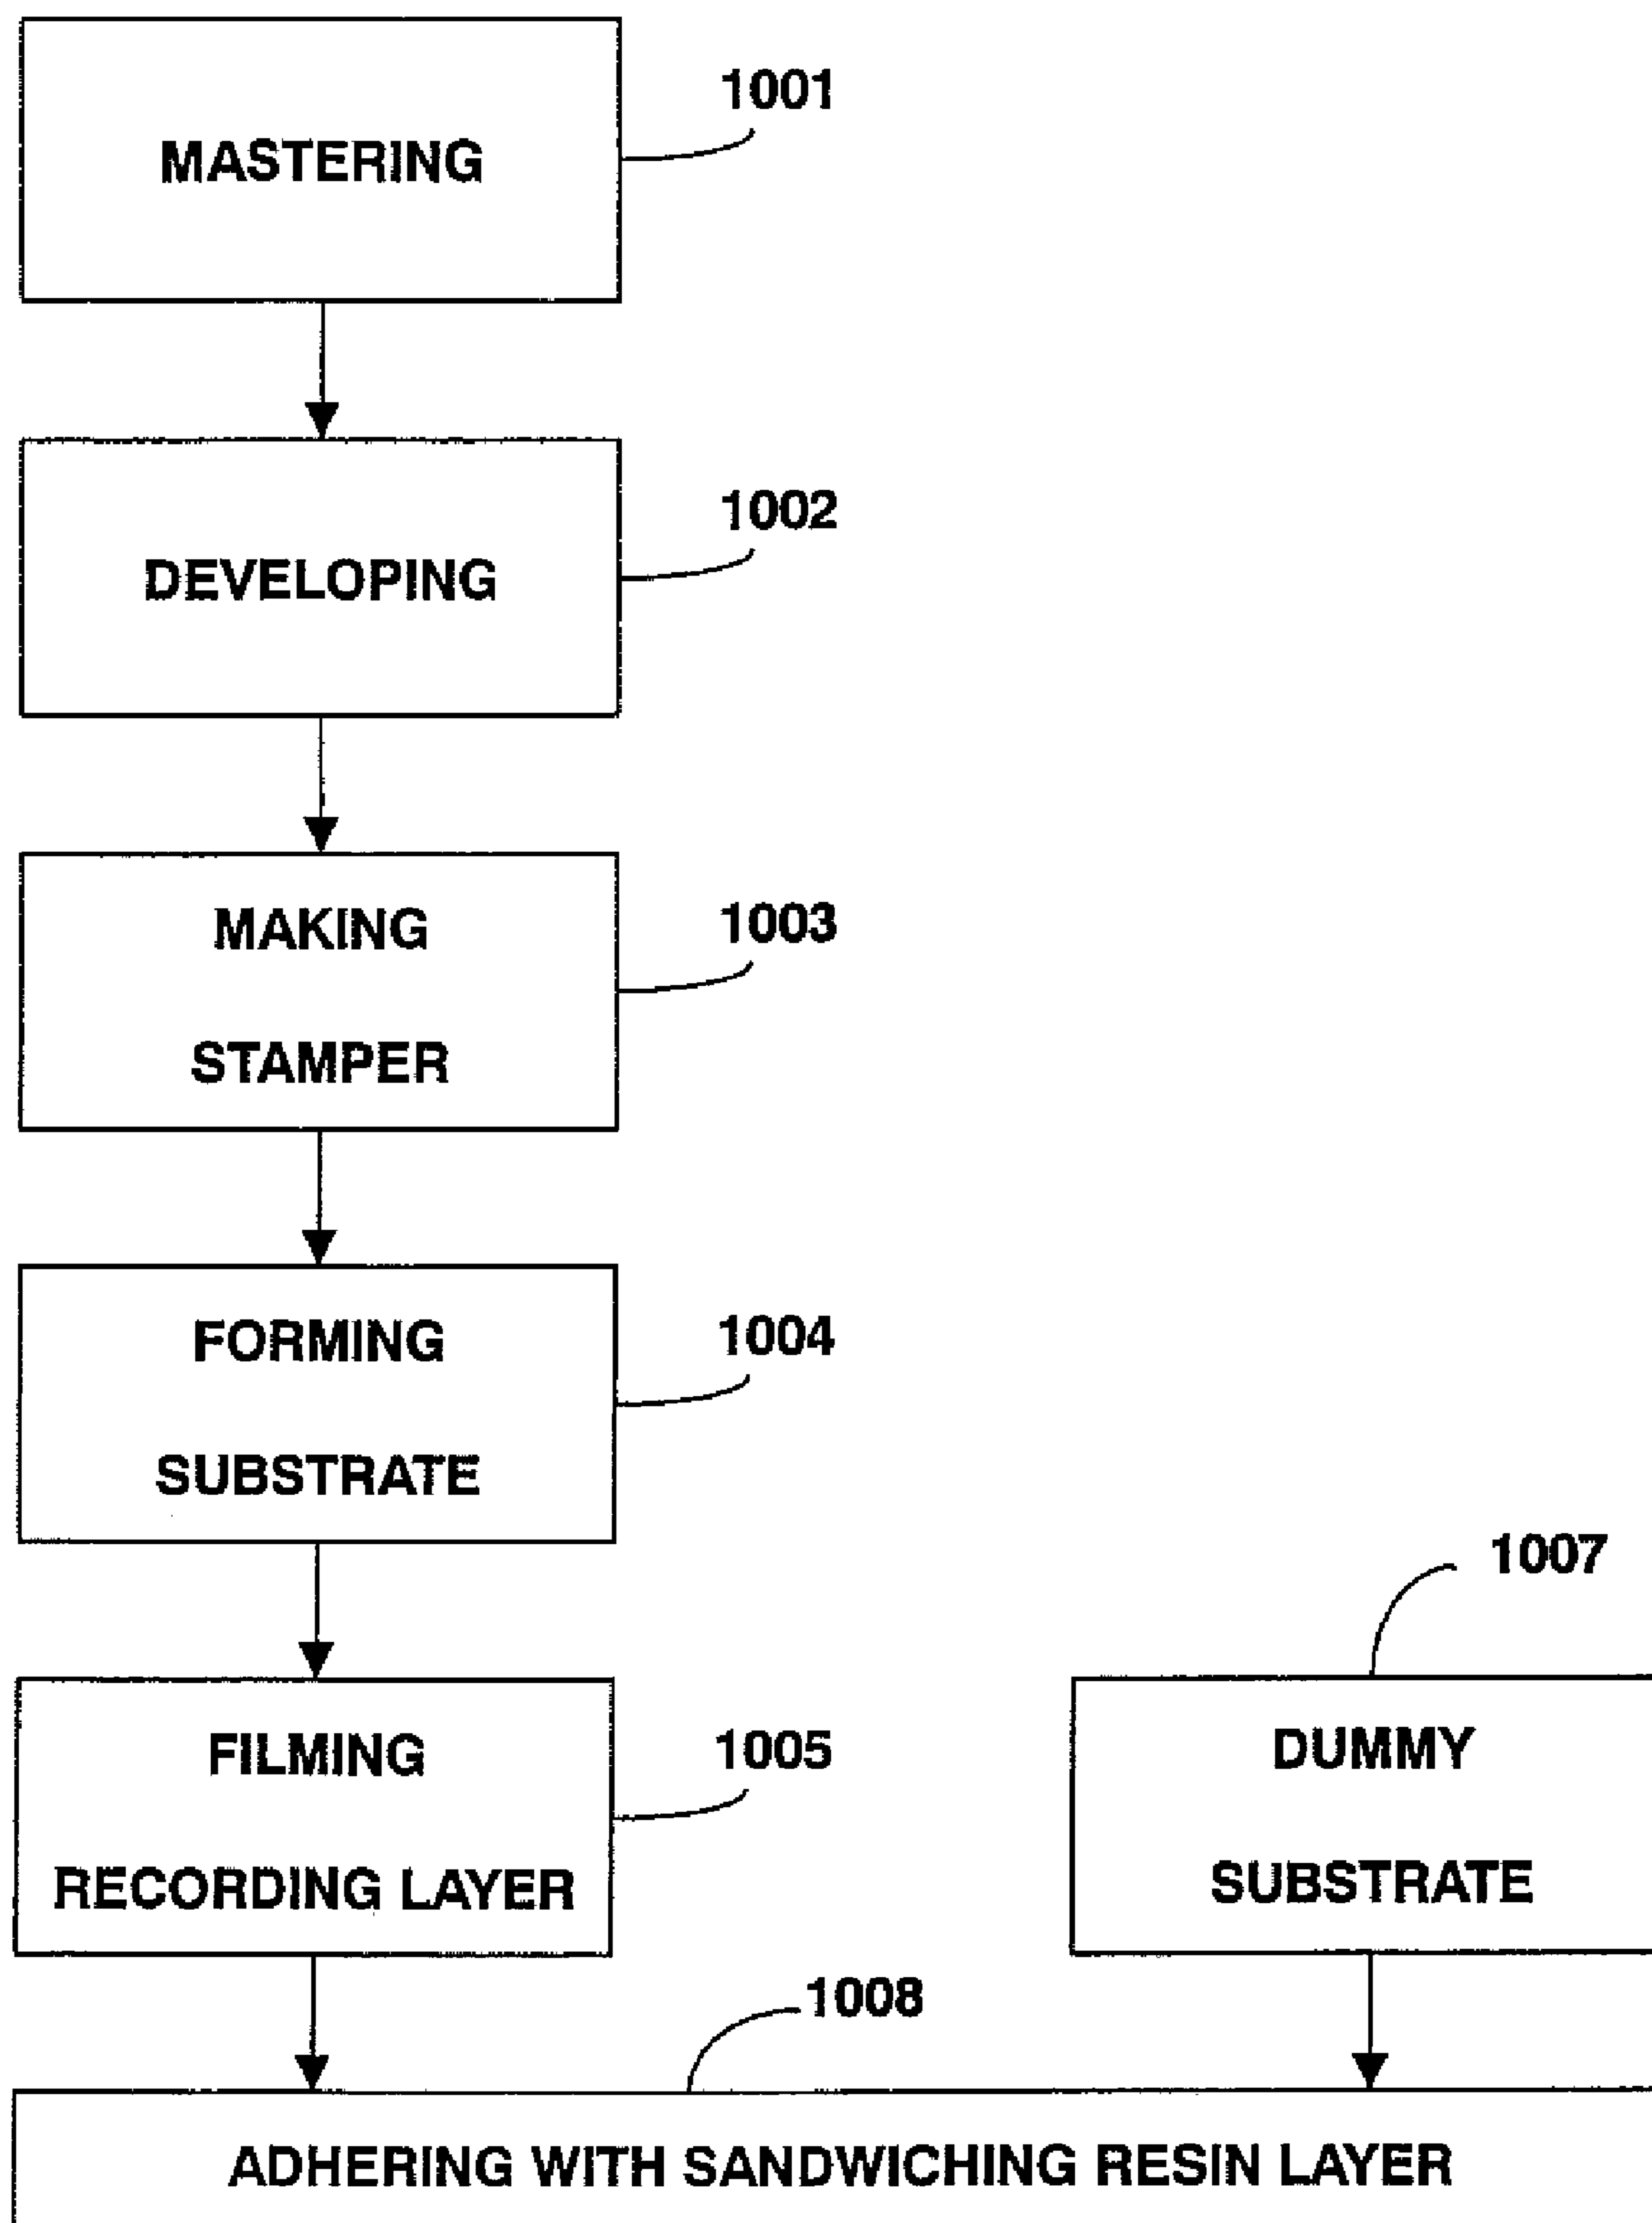 MASTERING
1001
DEVELOPING
1002
MAKING
STAMPER
1003
FORMING
SUBSTRATE
1004
FILMING
RECORDING LAYER
1005
DUMMY
SUBSTRATE
1007
1008
ADHERING WITH SANDWICHING RESIN LAYER